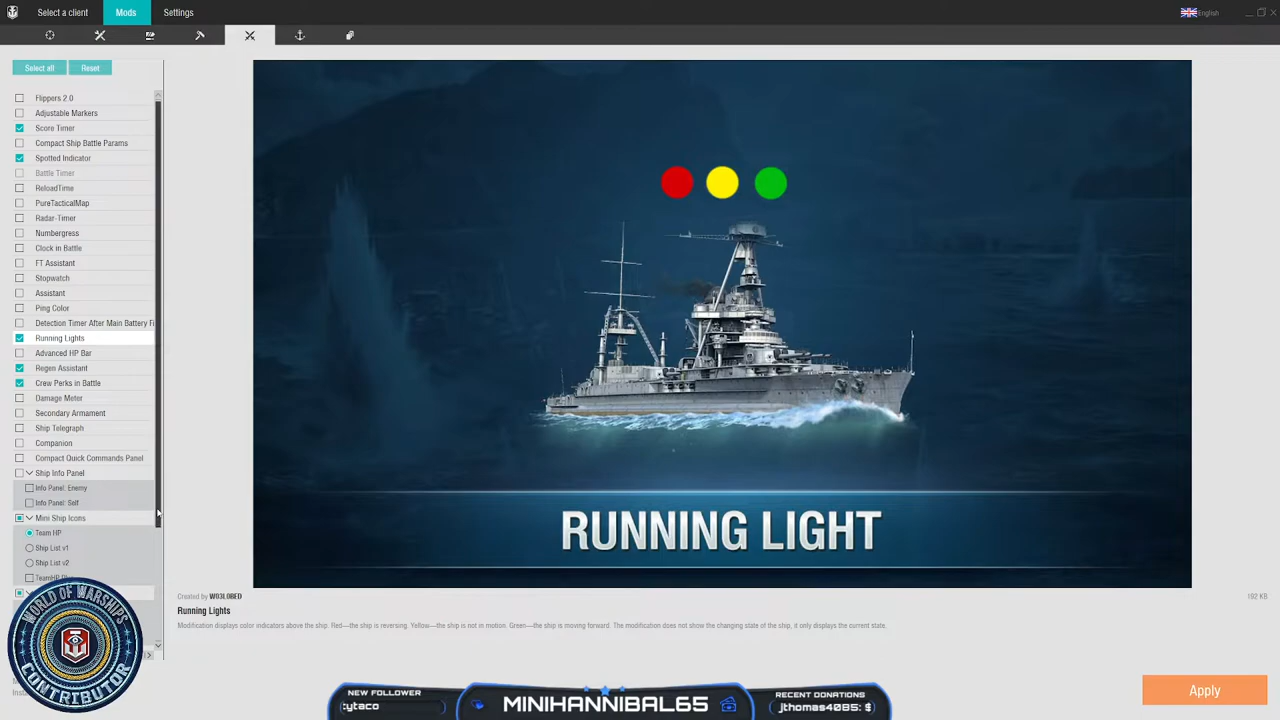 Select a client
Mods
Settings
English
Select all
Reset
Flippers 2.0
Adjustable Markers
Score Timer
Compact Ship Battle Params
Spotted Indicator
Battle Timer
ReloadTime
PureTacticalMap
Radar-Timer
Numbergress
Clock in Battle
FT Assistant
Stopwatch
Assistant
Ping Color
Detection Timer After Main Battery Fi
Running Lights
Advanced HP Bar
Regen Assistant
Crew Perks in Battle
Damage Meter
Secondary Armament
Ship Telegraph
Companion
Compact Quick Commands Panel
Ship Info Panel
Info Panel: Enemy
Info Panel: Self
Mini Ship Icons
Team HP
Ship List v1
Ship List v2
RUNNING LIGHT
Created by W03L0BED
192 KB
Running Lights
Modification displays color indicators above the ship. Red—the ship is reversing. Yellow—the ship is not in motion. Green—the ship is moving forward. The modification does not show the changing state of the ship, it only displays the current state.
WORLD OF WARSHIPS
CONTRIBUTOR
Apply
NEW FOLLOWER
cytaco
MINIHANNIBAL65
RECENT DONATIONS
jthomas4085: $